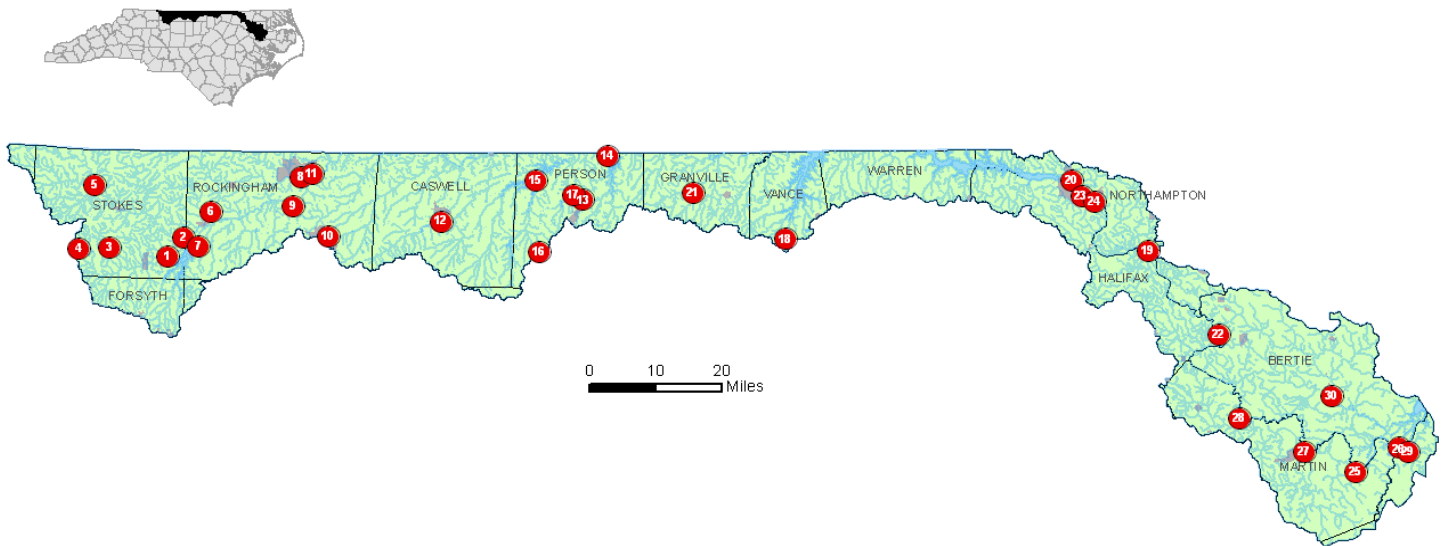 14
11
8
PERSON
15
20
5
ROCKINGHAM
CASWELL
GRANVILLE
WARREN
17
13
21
VANCE
23
24
NORTHAMPTON
STOKES
6
9
12
2
10
18
4
3
7
1
16
19
HALIFAX
FORSYTH
22
BERTIE
0 10 20
Miles
30
28
26
29
27
MARTIN
25